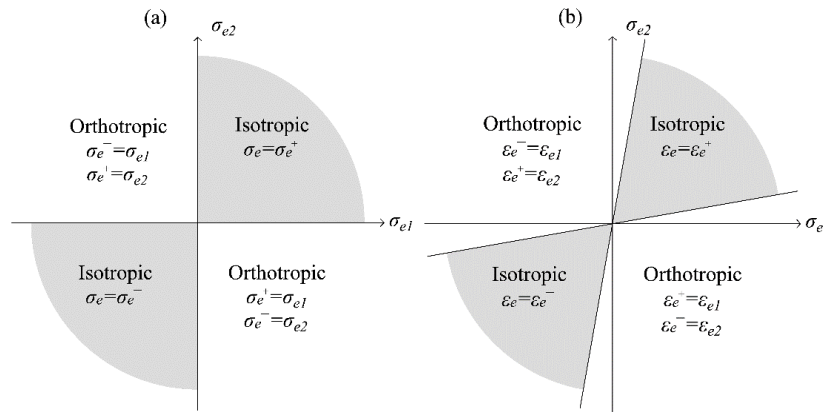 (a)
σe2
Orthotropic
σe⁻=σe1
σe⁺=σe2
Isotropic
σe=σe⁺
σe1
Isotropic
σe=σe⁻
Orthotropic
σe⁺=σe1
σe⁻=σe2
(b)
σe2
Orthotropic
εe⁻=εe1
εe⁺=εe2
Isotropic
εe=εe⁺
σe
Isotropic
εe=εe⁻
Orthotropic
εe⁺=εe1
εe⁻=εe2